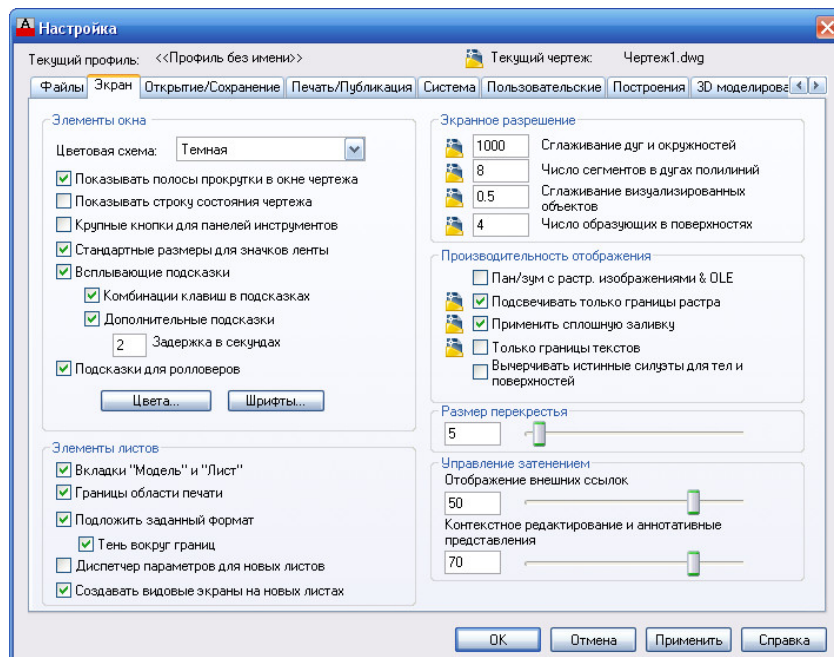 Настройка
Текущий профиль: <<Профиль без имени>> Текущий чертеж: Чертеж1.dwg
Файлы Экран Открытие/Сохранение Печать/Публикация Система Пользовательские Построения 3D моделирова
Элементы окна
Цветовая схема: Темная
Показывать полосы прокрутки в окне чертежа
Показывать строку состояния чертежа
Крупные кнопки для панелей инструментов
Стандартные размеры для значков ленты
Всплывающие подсказки
Комбинации клавиш в подсказках
Дополнительные подсказки
2 Задержка в секундах
Подсказки для ролловеров
Цвета... Шрифты...
Элементы листов
Вкладки "Модель" и "Лист"
Границы области печати
Подложить заданный формат
Тень вокруг границ
Диспетчер параметров для новых листов
Создавать видовые экраны на новых листах
Экранное разрешение
1000 Сглаживание дуг и окружностей
8 Число сегментов в дугах полилиний
0.5 Сглаживание визуализированных
объектов
4 Число образующих в поверхностях
Производительность отображения
Пан/зум с растр. изображениями & OLE
Подсвечивать только границы растра
Применить сплошную заливку
Только границы текстов
Вычерчивать истинные силуэты для тел и
поверхностей
Размер перекрестья
5
Управление затенением
Отображение внешних ссылок
50
Контекстное редактирование и аннотативные
представления
70
OK Отмена Применить Справка